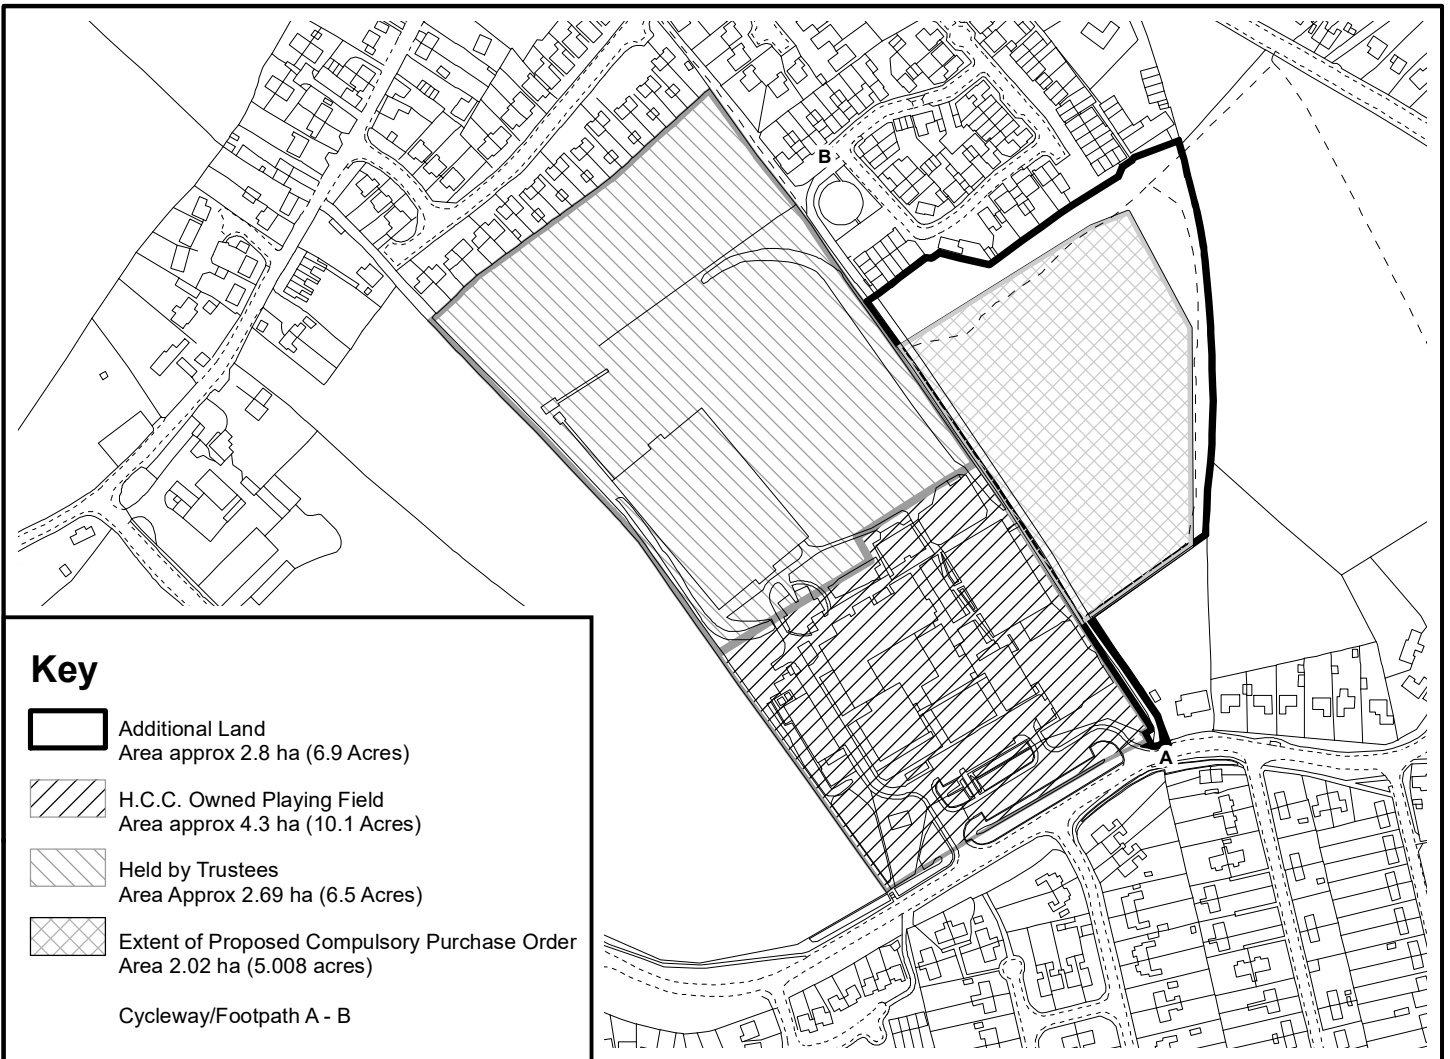 B
A
Key
Additional Land
Area approx 2.8 ha (6.9 Acres)
H.C.C. Owned Playing Field
Area approx 4.3 ha (10.1 Acres)
Held by Trustees
Area Approx 2.69 ha (6.5 Acres)
Extent of Proposed Compulsory Purchase Order
Area 2.02 ha (5.008 acres)
Cycleway/Footpath A - B